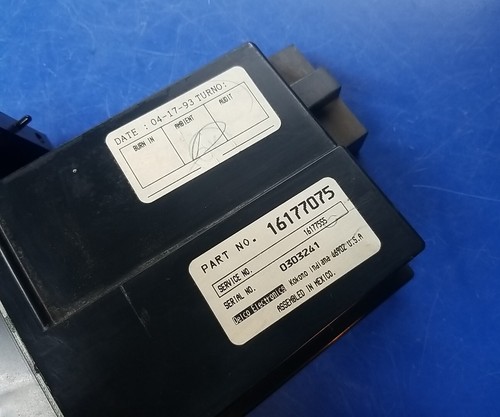 DATE : 04-17-93 TURNO:
BURN IN AMBIENT AUDIT
PART NO. 16177075
SERVICE NO. 16177555
SERIAL NO. 0303241
Delco Electronics Kokomo indiana 46902 U.S.A
ASSEMBLED IN MEXICO.